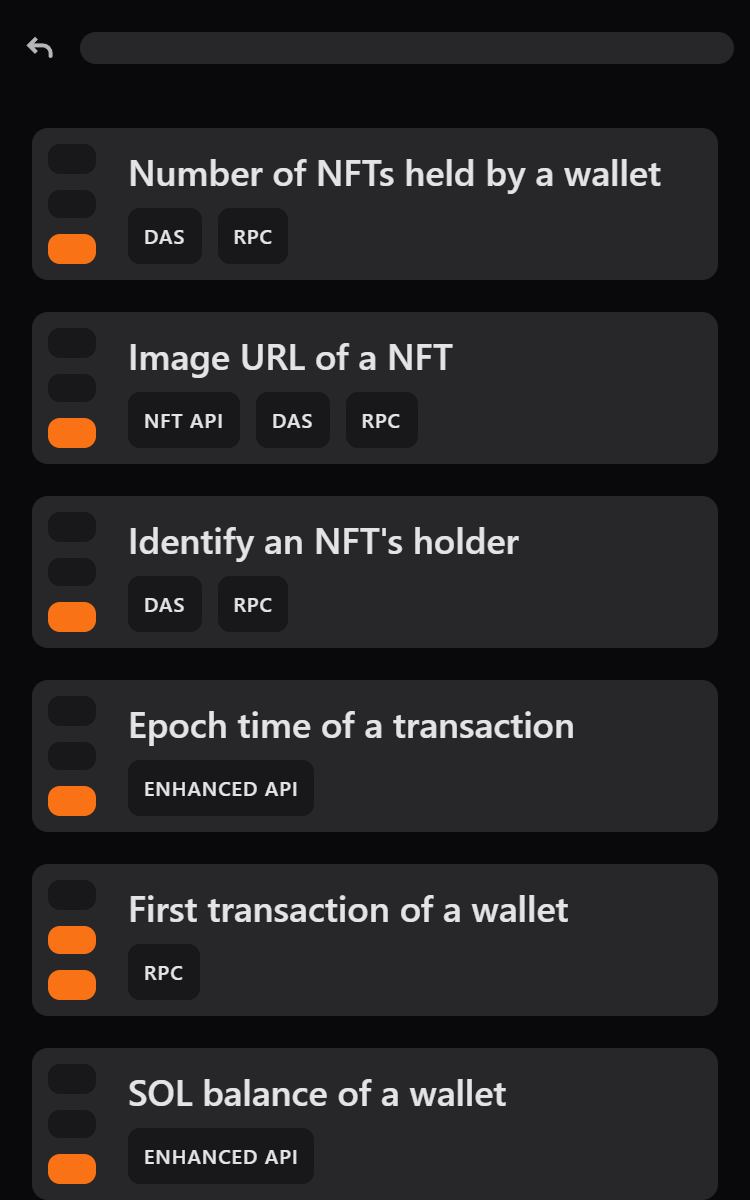 Number of NFTs held by a wallet
DAS RPC
Image URL of a NFT
NFT API DAS RPC
Identify an NFT's holder
DAS RPC
Epoch time of a transaction
ENHANCED API
First transaction of a wallet
RPC
SOL balance of a wallet
ENHANCED API